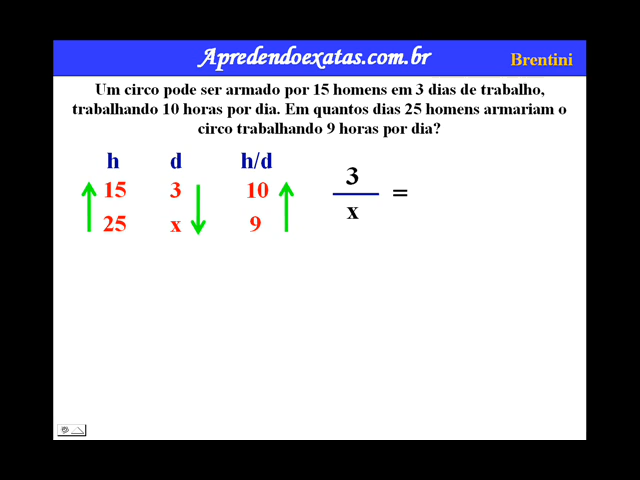 Apredendoexatas.com.br
Brentini
Um circo pode ser armado por 15 homens em 3 dias de trabalho,
trabalhando 10 horas por dia. Em quantos dias 25 homens armariam o
circo trabalhando 9 horas por dia?
h d h/d
15 3 10
25 x 9
3
x
=